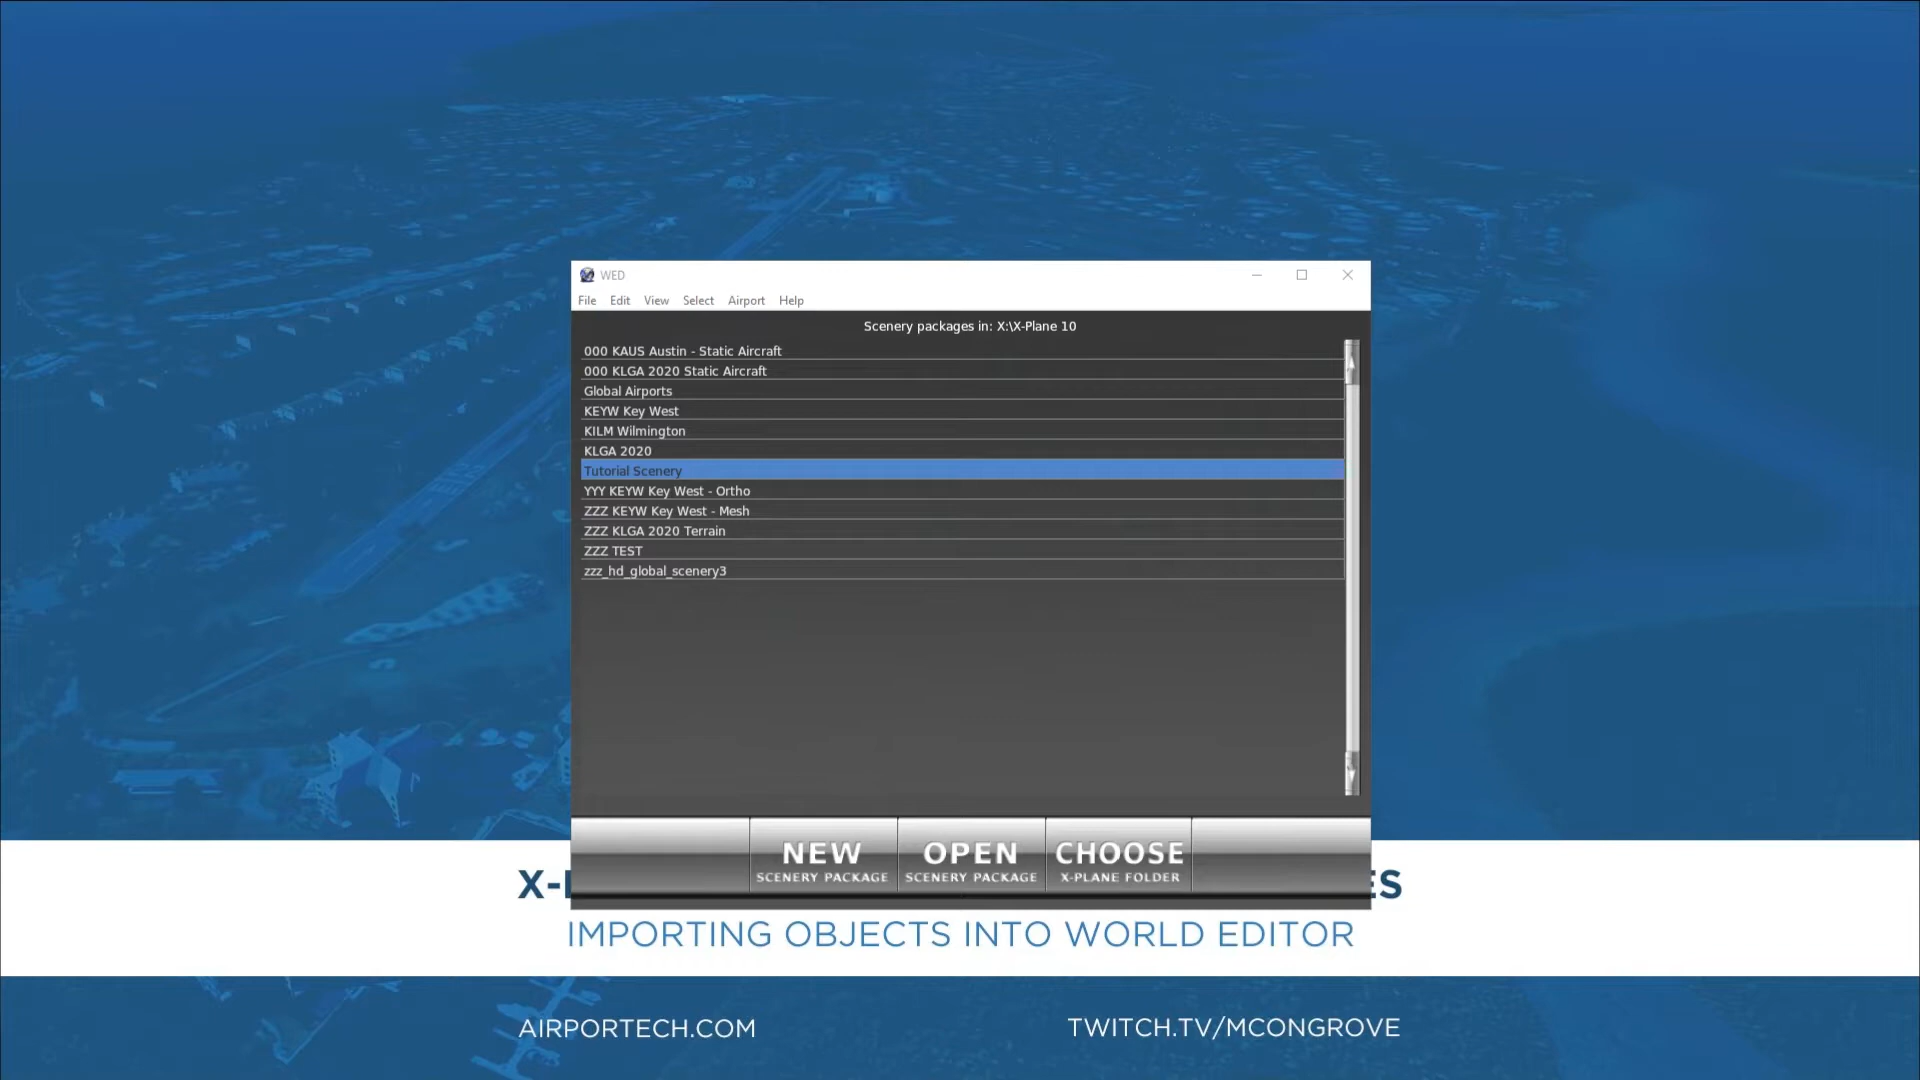 WED
File Edit View Select Airport Help
Scenery packages in: X:\X-Plane 10
000 KAUS Austin - Static Aircraft
000 KLGA 2020 Static Aircraft
Global Airports
KEYW Key West
KILM Wilmington
KLGA 2020
Tutorial Scenery
YYY KEYW Key West - Ortho
ZZZ KEYW Key West - Mesh
ZZZ KLGA 2020 Terrain
ZZZ TEST
zzz_hd_global_scenery3
NEW OPEN CHOOSE
SCENERY PACKAGE SCENERY PACKAGE X-PLANE FOLDER
IMPORTING OBJECTS INTO WORLD EDITOR
AIRPORTECH.COM TWITCH.TV/MCONGROVE